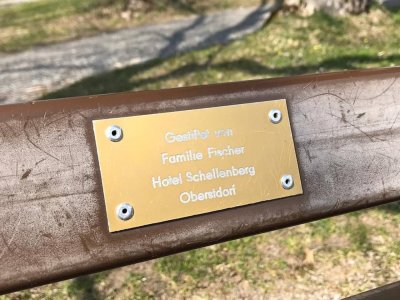 Gestiftet von
Familie Fischer
Hotel Schellenberg
Oberstdorf